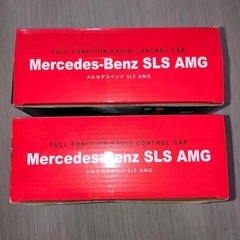 FULL FUNCTION RADIO CONTROL CAR
Mercedes-Benz SLS AMG
メルセデスベンツ SLS AMG
FULL FUNCTION RADIO CONTROL CAR
Mercedes-Benz SLS AMG
メルセデスベンツ SLS AMG